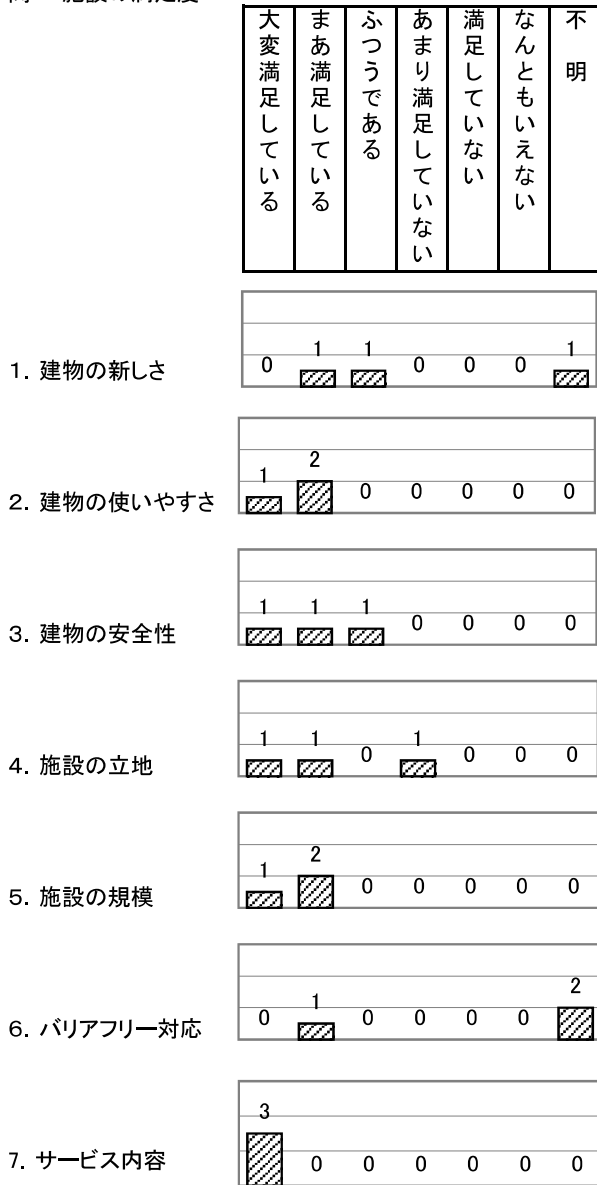 大変満足している
まあ満足している
ふつうである
あまり満足していない
満足していない
なんともいえない
不明
1. 建物の新しさ
0 1 1 0 0 0 1
2. 建物の使いやすさ
1 2 0 0 0 0 0
3. 建物の安全性
1 1 1 0 0 0 0
4. 施設の立地
1 1 0 1 0 0 0
5. 施設の規模
1 2 0 0 0 0 0
6. バリアフリー対応
0 1 0 0 0 0 2
7. サービス内容
3 0 0 0 0 0 0